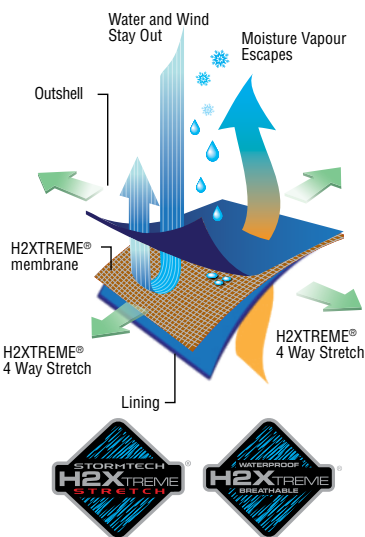 Water and Wind
Stay Out
Moisture Vapour
Escapes
Outshell
H2XTREME®
membrane
H2XTREME®
4 Way Stretch
H2XTREME®
4 Way Stretch
Lining
STORMTECH
H2XTREME®
STRETCH
WATERPROOF
H2XTREME®
BREATHABLE